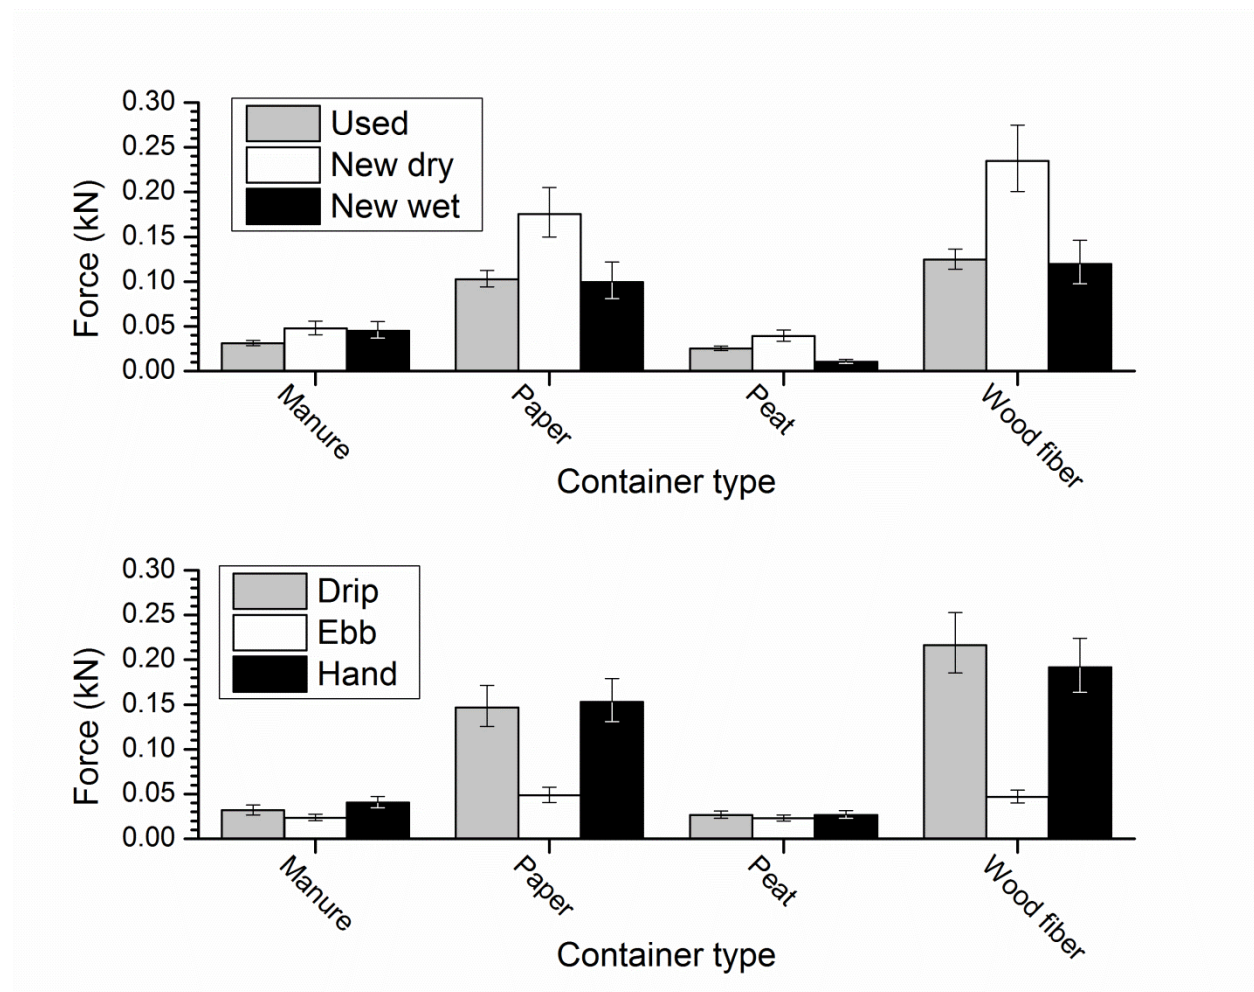 0.30
0.25
0.20
0.15
0.10
0.05
0.00
Force (kN)
Used
New dry
New wet
Manure
Paper
Peat
Wood fiber
Container type
0.30
0.25
0.20
0.15
0.10
0.05
0.00
Force (kN)
Drip
Ebb
Hand
Manure
Paper
Peat
Wood fiber
Container type